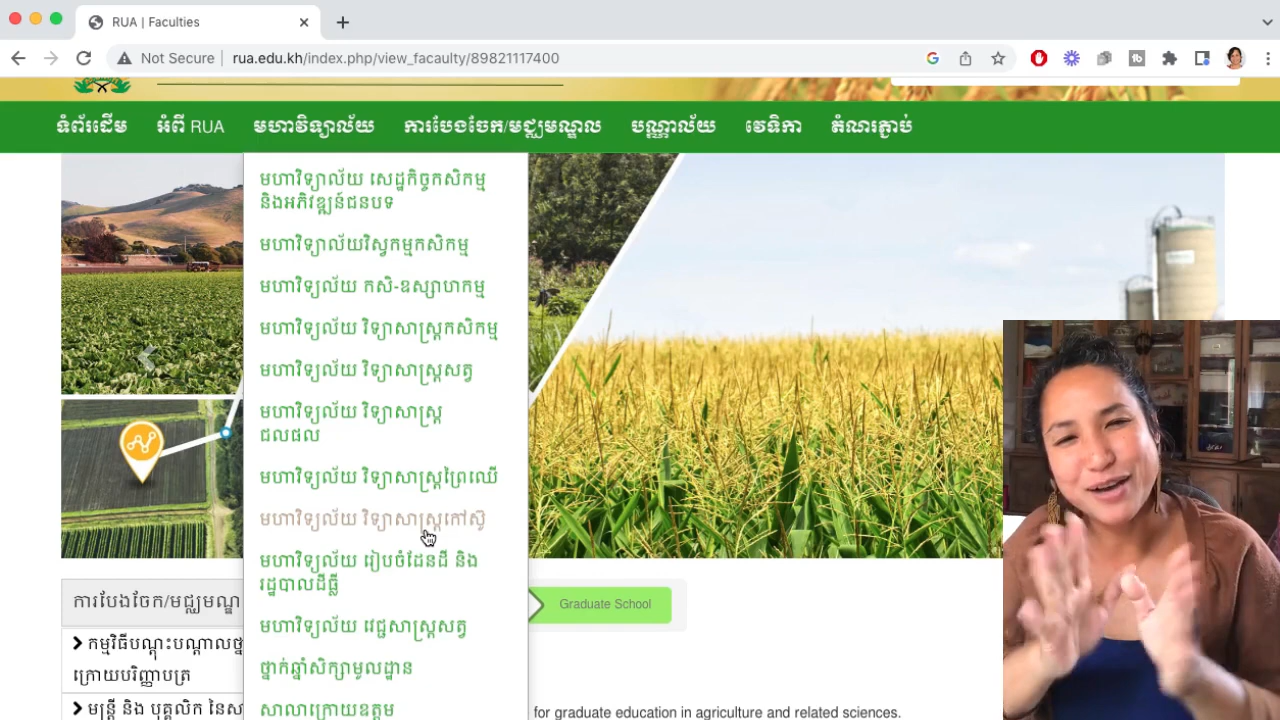 RUA | Faculties
Not Secure
rua.edu.kh/index.php/view_facaulty/89821117400
ទំព័រដើម
អំពី RUA
មហាវិទ្យាល័យ
ការបែងចែក/មជ្ឈមណ្ឌល
បណ្ណាល័យ
វេទិកា
តំណរភ្ជាប់
មហាវិទ្យាល័យ សេដ្ឋកិច្ចកសិកម្ម
និងអភិវឌ្ឍន៍ជនបទ
មហាវិទ្យាល័យវិស្វកម្មកសិកម្ម
មហាវិទ្យល័យ កសិ-ឧស្សាហកម្ម
មហាវិទ្យល័យ វិទ្យាសាស្ត្រកសិកម្ម
មហាវិទ្យល័យ វិទ្យាសាស្ត្រសត្វ
មហាវិទ្យល័យ វិទ្យាសាស្ត្រ
ជលផល
មហាវិទ្យល័យ វិទ្យាសាស្ត្រព្រៃឈើ
មហាវិទ្យល័យ វិទ្យាសាស្ត្រកៅស៊ូ
មហាវិទ្យល័យ រៀបចំដែនដី និង
រដ្ឋបាលដីធ្លី
មហាវិទ្យល័យ វេជ្ជសាស្ត្រសត្វ
ថ្នាក់ឆ្នាំសិក្សាមូលដ្ឋាន
សាលាក្រោយឧត្តម
ការបែងចែក/មជ្ឈមណ្ឌ
កម្មវិធីបណ្តុះបណ្តាលថ្ន
ក្រោយបរិញ្ញាបត្រ
មន្ត្រី និង បុគ្គលិក នៃស
Graduate School
for graduate education in agriculture and related sciences.